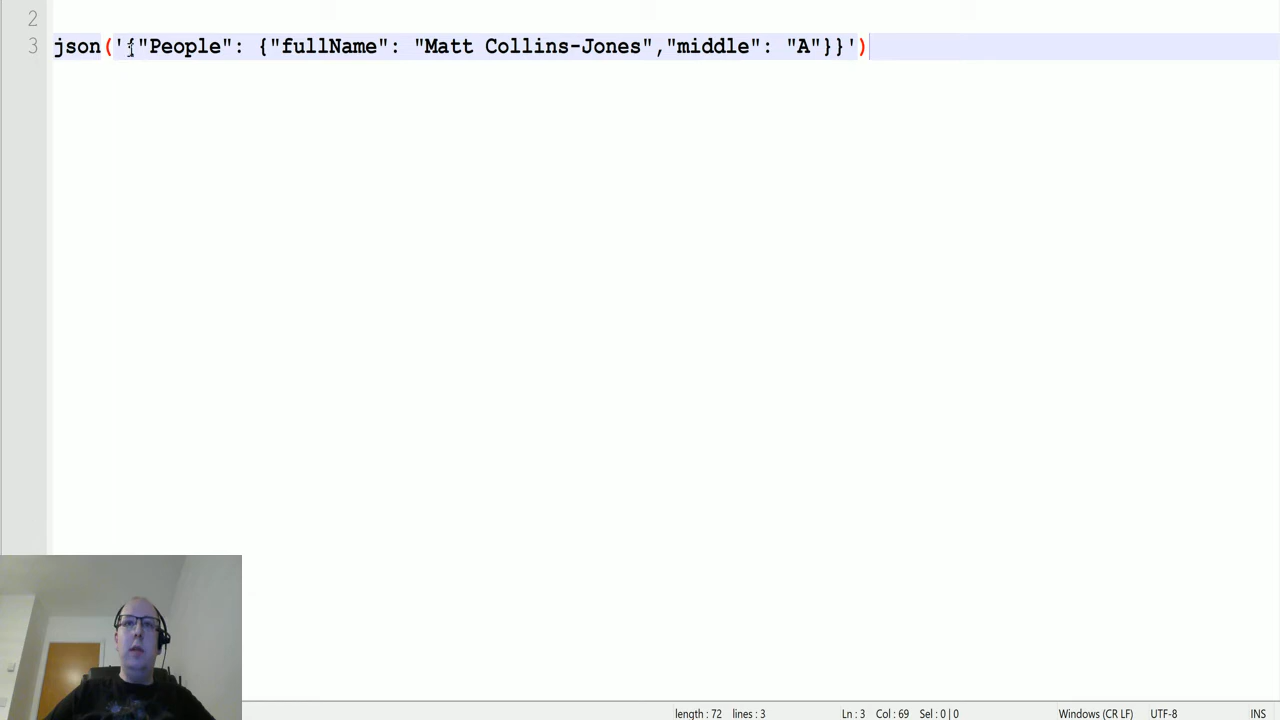 2
3 json('{"People": {"fullName": "Matt Collins-Jones","middle": "A"}}')
length : 72 lines : 3 Ln : 3 Col : 69 Sel : 0 | 0 Windows (CR LF) UTF-8 INS